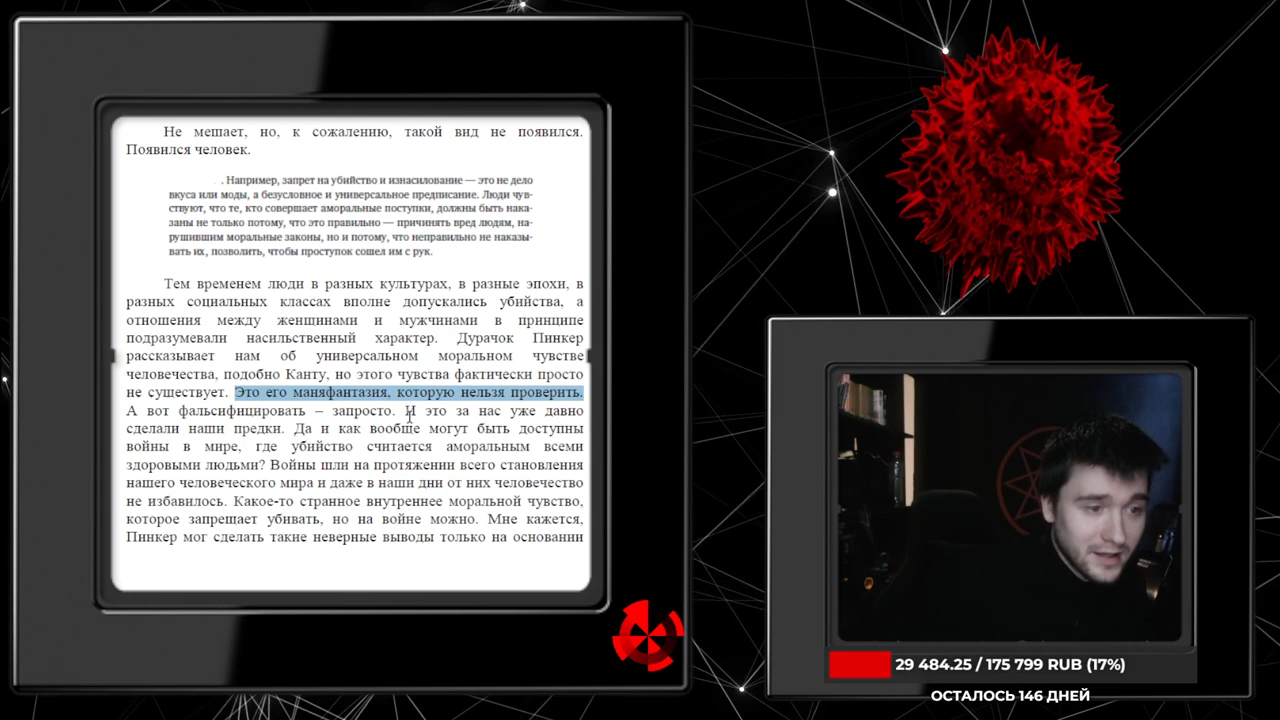 Не мешает, но, к сожалению, такой вид не появился.
Появился человек.
. Например, запрет на убийство и изнасилование — это не дело
вкуса или моды, а безусловное и универсальное предписание. Люди чув-
ствуют, что те, кто совершает аморальные поступки, должны быть нака-
заны не только потому, что это правильно — причинять вред людям, на-
рушившим моральные законы, но и потому, что неправильно не наказы-
вать их, позволить, чтобы проступок сошел им с рук.
Тем временем люди в разных культурах, в разные эпохи, в
разных социальных классах вполне допускались убийства, а
отношения между женщинами и мужчинами в принципе
подразумевали насильственный характер. Дурачок Пинкер
рассказывает нам об универсальном моральном чувстве
человечества, подобно Канту, но этого чувства фактически просто
не существует. Это его маняфантазия, которую нельзя проверить.
А вот фальсифицировать – запросто. И это за нас уже давно
сделали наши предки. Да и как вообще могут быть доступны
войны в мире, где убийство считается аморальным всеми
здоровыми людьми? Войны шли на протяжении всего становления
нашего человеческого мира и даже в наши дни от них человечество
не избавилось. Какое-то странное внутреннее моральной чувство,
которое запрещает убивать, но на войне можно. Мне кажется,
Пинкер мог сделать такие неверные выводы только на основании
29 484.25 / 175 799 RUB (17%)
ОСТАЛОСЬ 146 ДНЕЙ